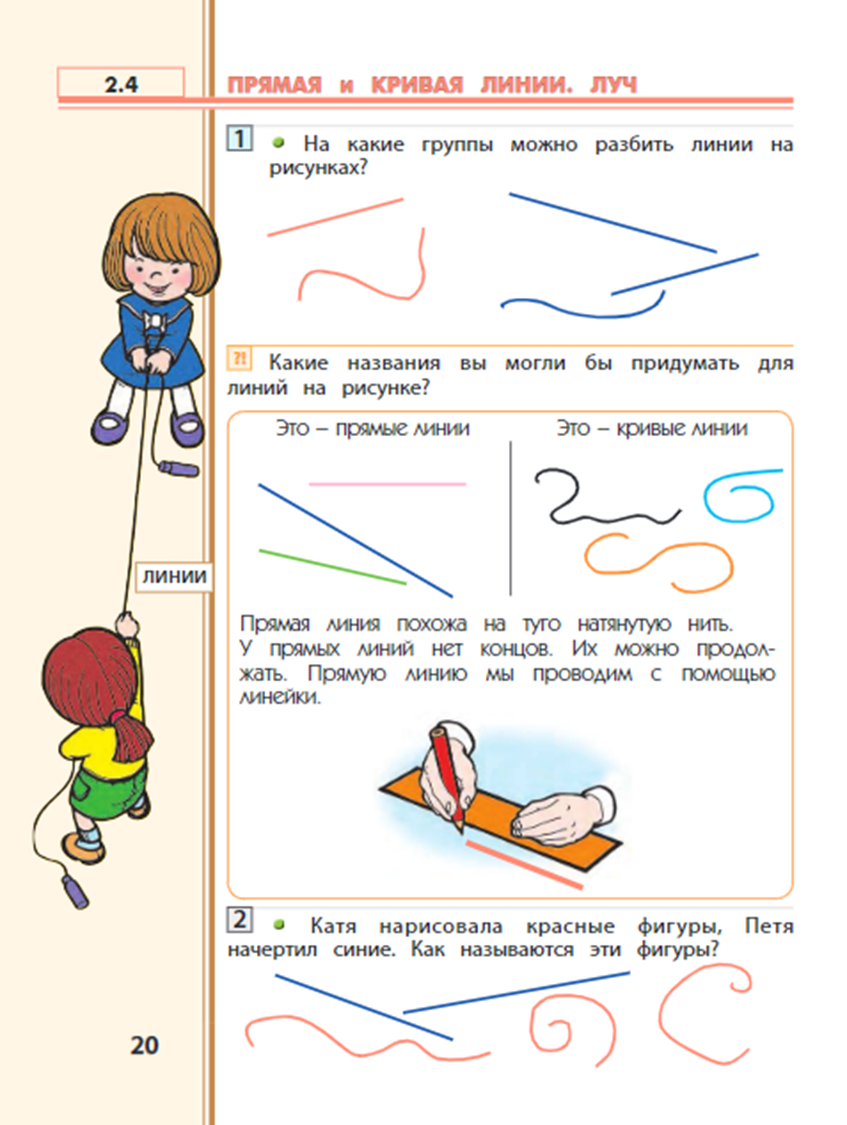 2.4
ПРЯМАЯ и КРИВАЯ ЛИНИИ. ЛУЧ
1
На какие группы можно разбить линии на
рисунках?
?!
Какие названия вы могли бы придумать для
линий на рисунке?
Это – прямые линии
Это – кривые линии
ЛИНИИ
Прямая линия похожа на туго натянутую нить.
У прямых линий нет концов. Их можно продол-
жать. Прямую линию мы проводим с помощью
линейки.
2
Катя нарисовала красные фигуры, Петя
начертил синие. Как называются эти фигуры?
20